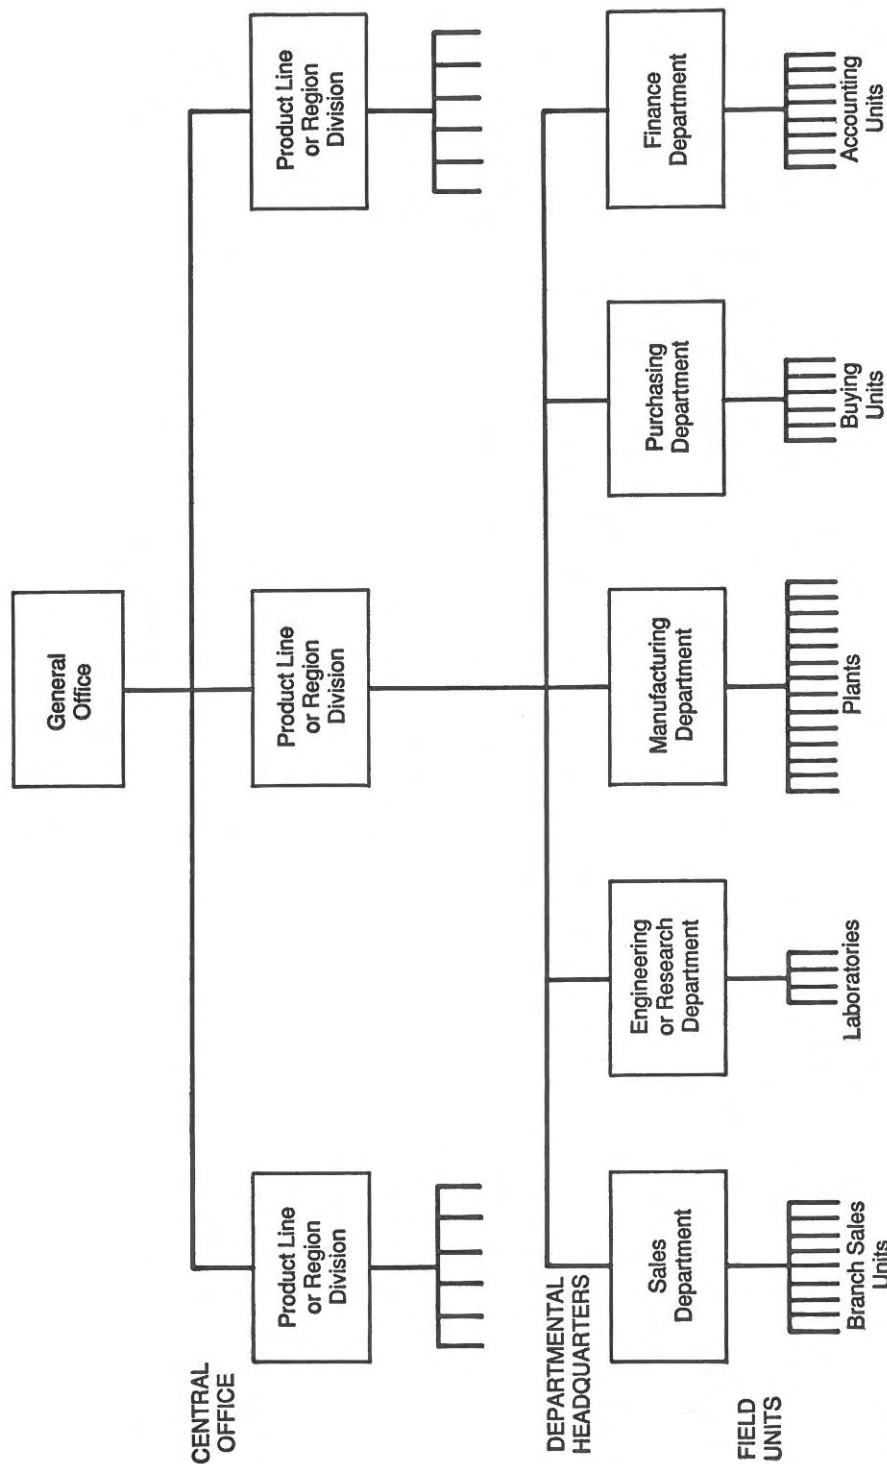 General
Office
CENTRAL
OFFICE
Product Line
or Region
Division
Product Line
or Region
Division
Product Line
or Region
Division
DEPARTMENTAL
HEADQUARTERS
Sales
Department
Engineering
or Research
Department
Manufacturing
Department
Purchasing
Department
Finance
Department
FIELD
UNITS
Branch Sales
Units
Laboratories
Plants
Buying
Units
Accounting
Units